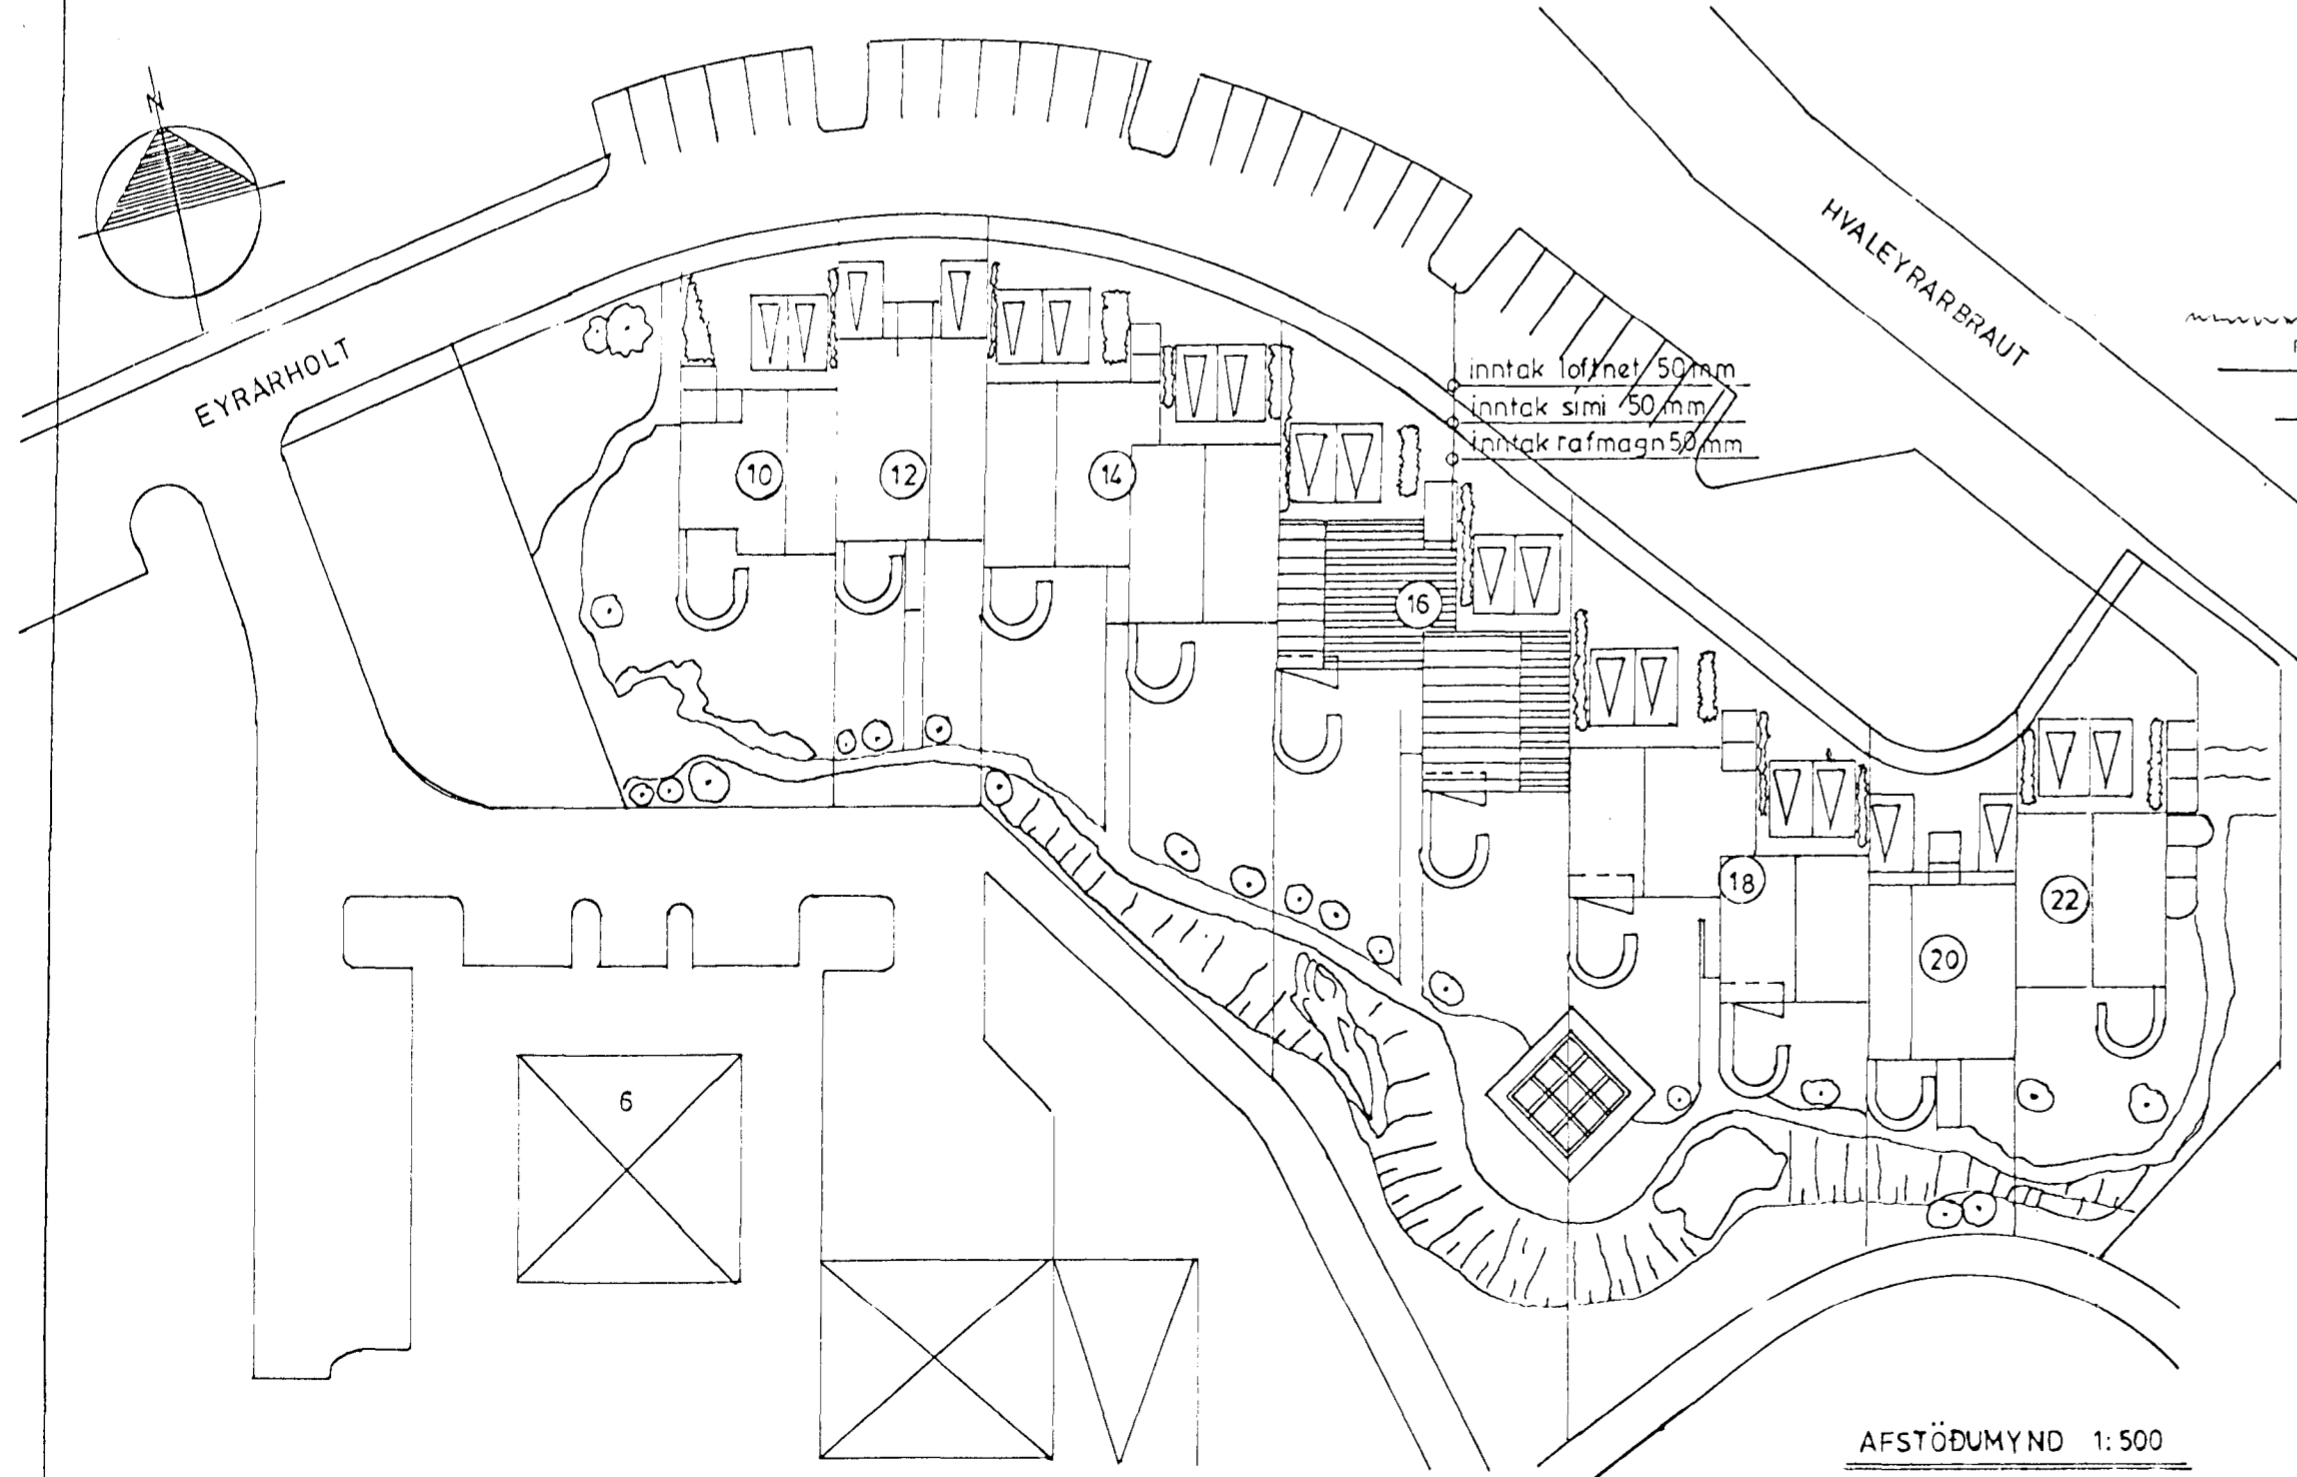 N
EYRARHOLT
HVALEYRARBRAUT
inntak loftnet 50mm
inntak sími 50mm
inntak rafmagn 50mm
10
12
14
16
18
20
22
6
AFSTÖÐUMYND 1:500